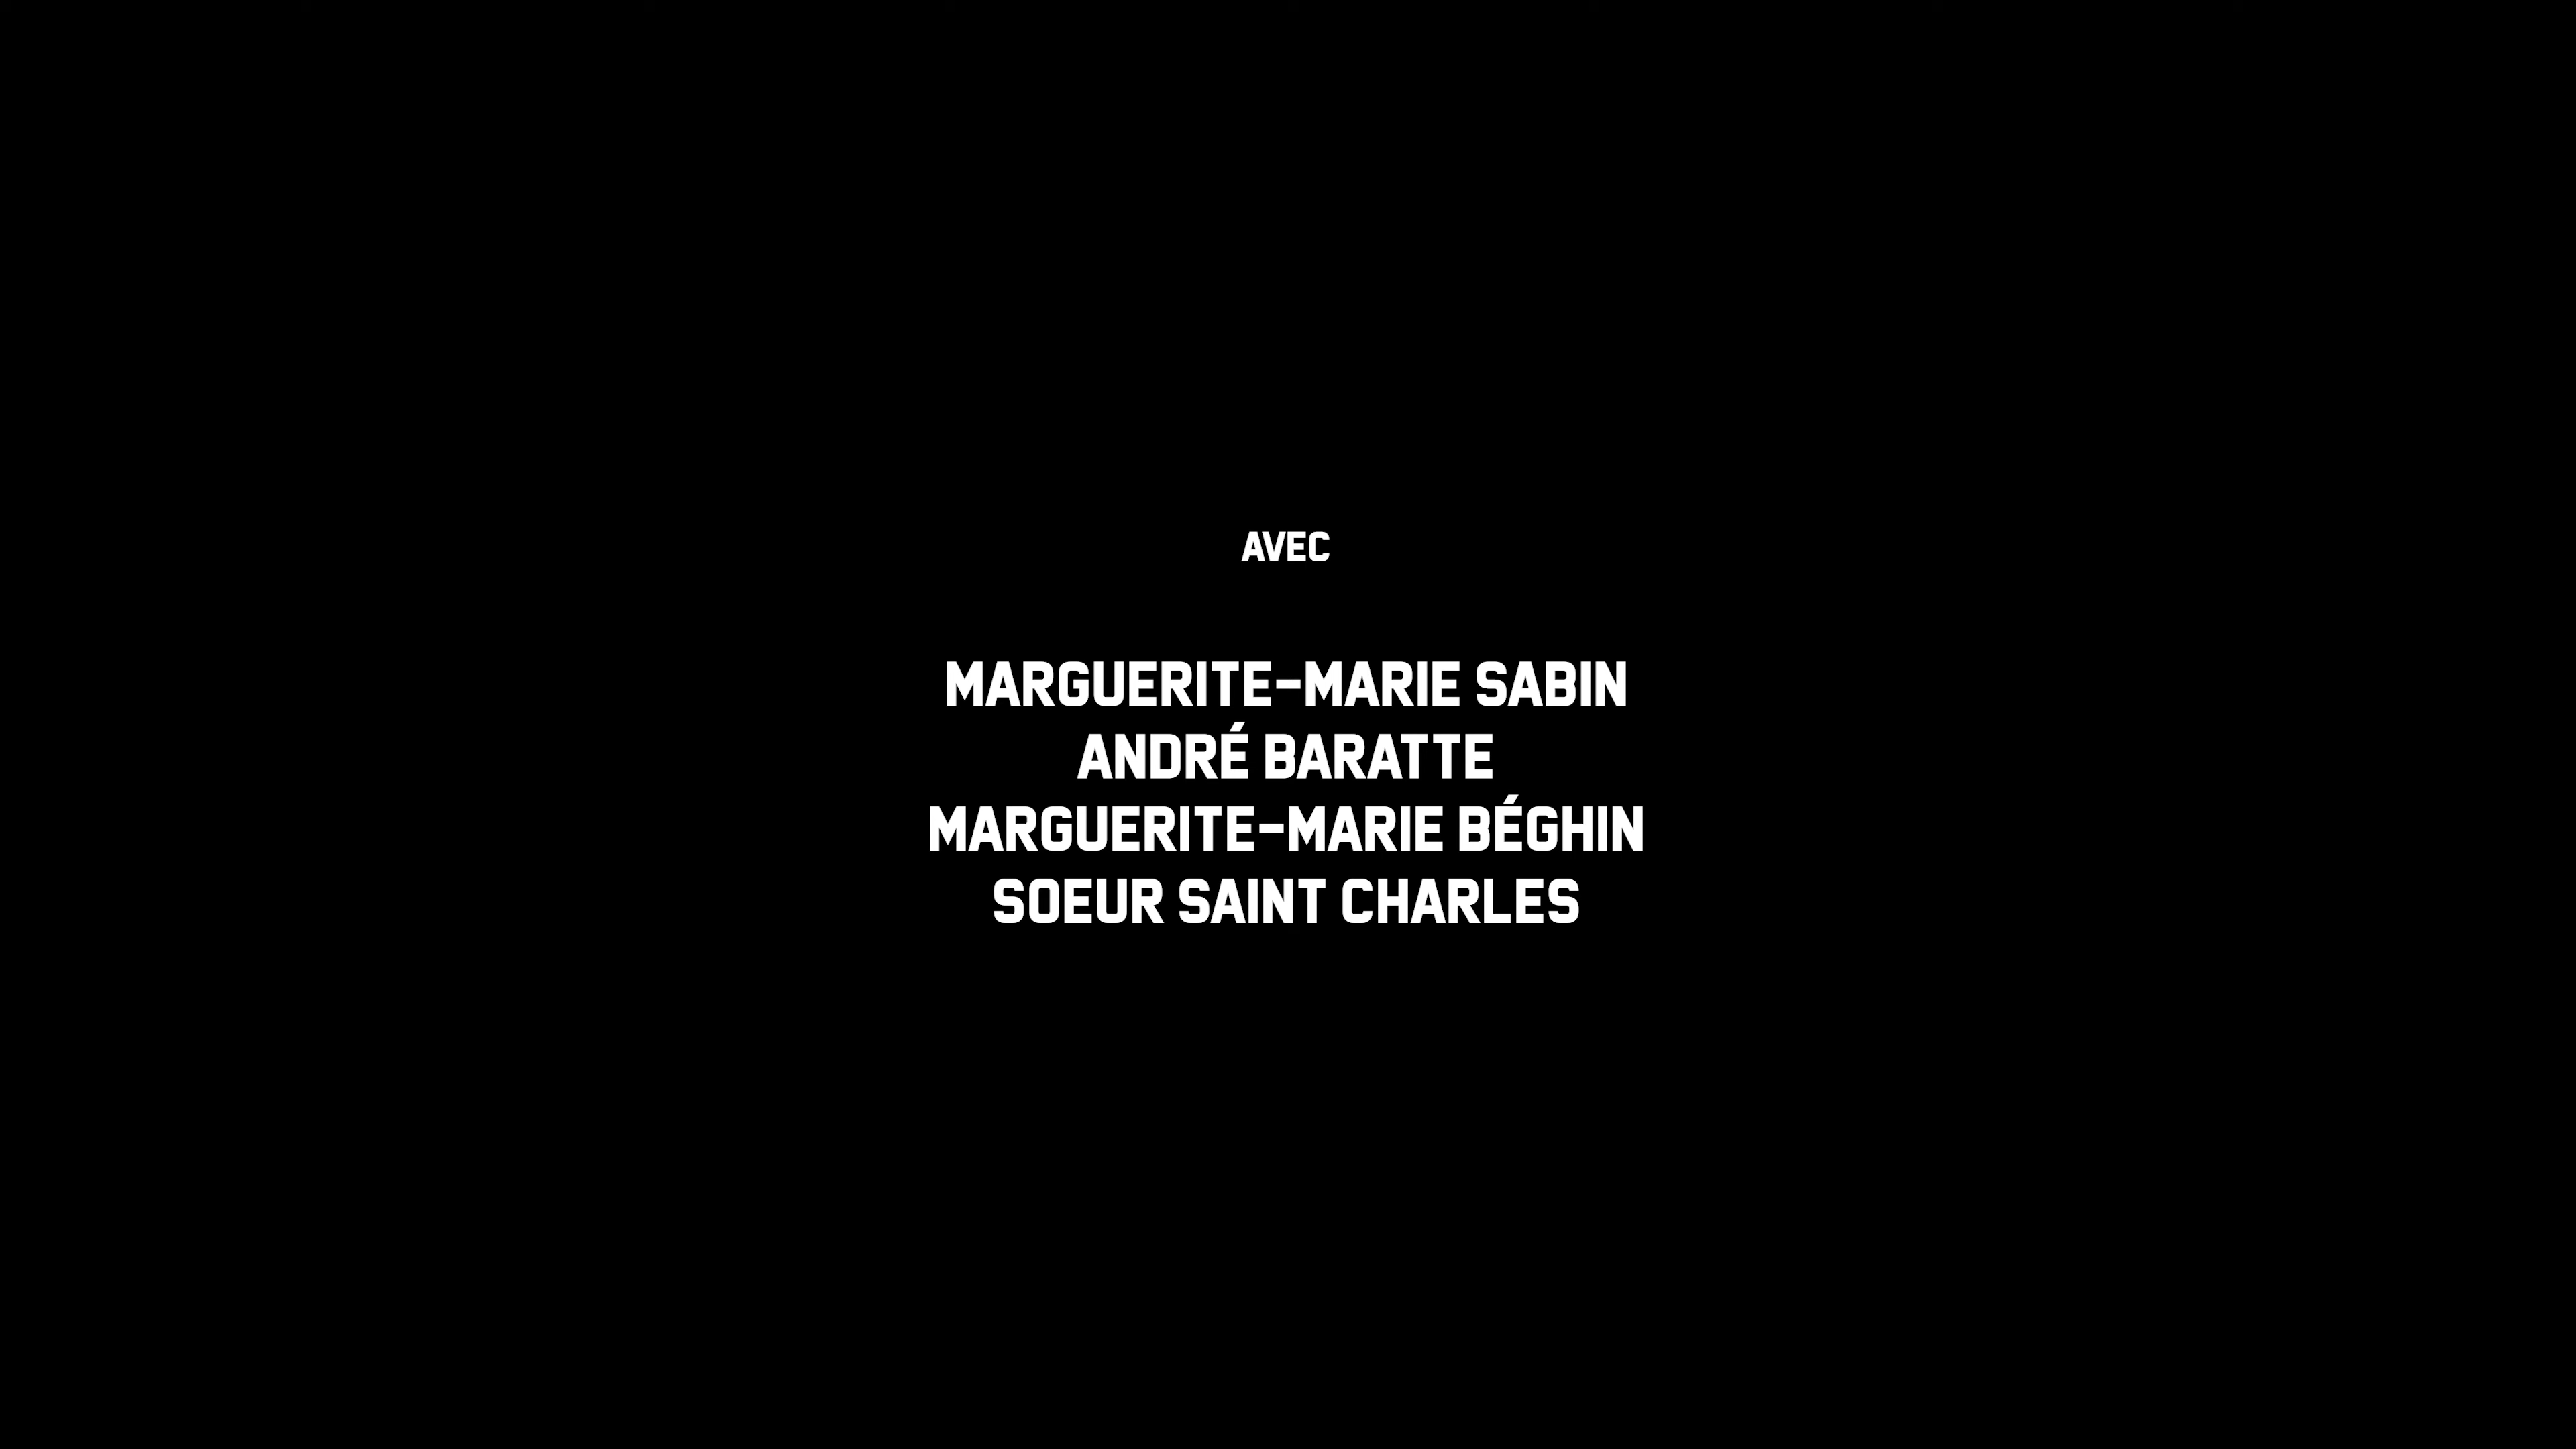 AVEC
MARGUERITE-MARIE SABIN
ANDRÉ BARATTE
MARGUERITE-MARIE BÉGHIN
SOEUR SAINT CHARLES